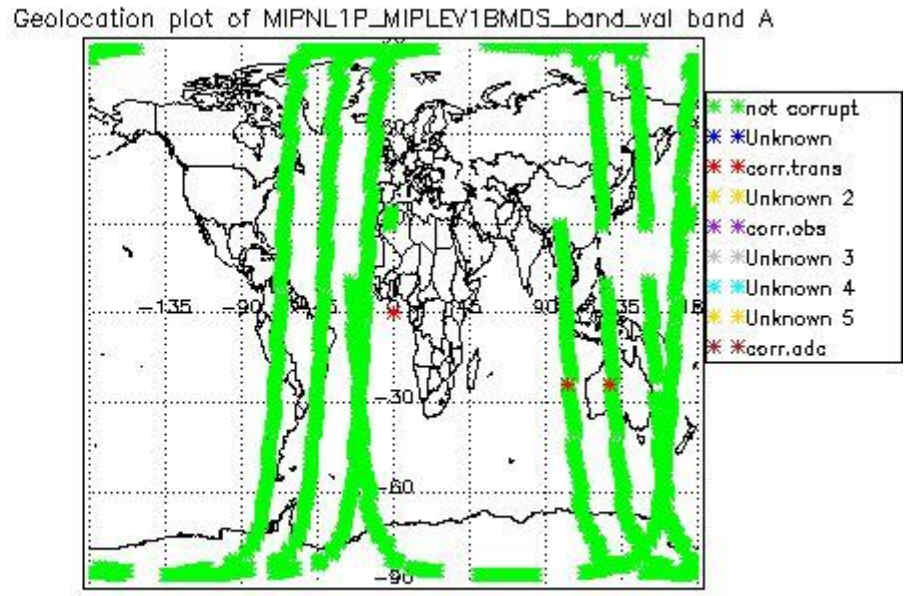 Geolocation plot of MIPNL1P_MIPLEV1BMDS_band_val band A
not corrupt
Unknown
corr.trans
Unknown 2
corr.obs
Unknown 3
Unknown 4
Unknown 5
corr.adc
-135 -90 45 90 135
-30
-60
-90